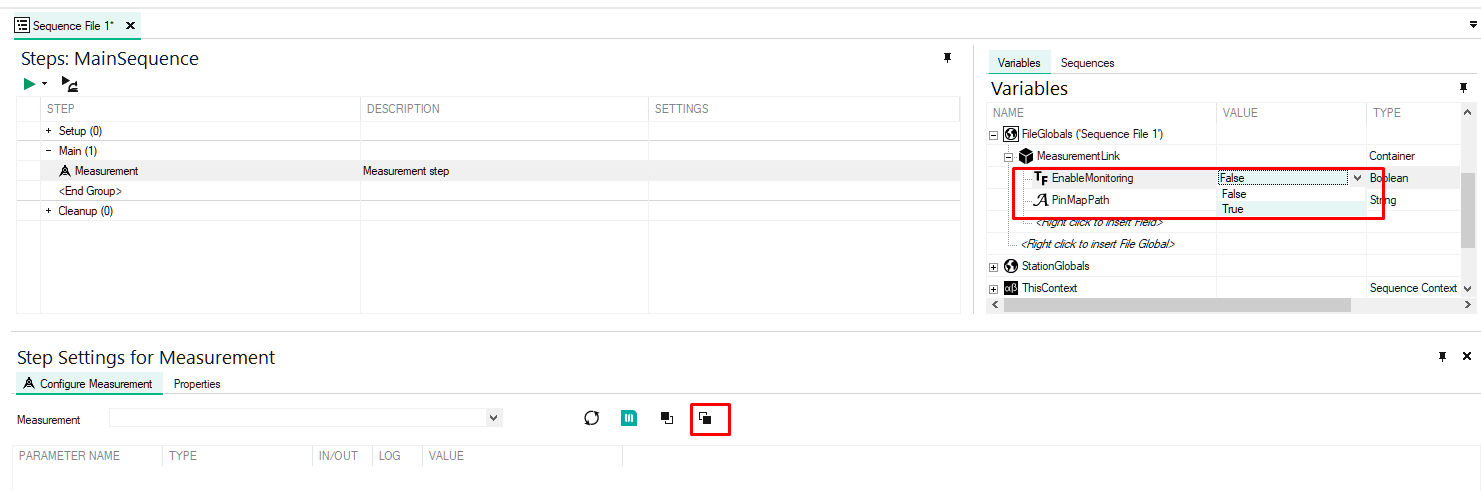 Sequence File 1*
Steps: MainSequence
STEP DESCRIPTION SETTINGS
Setup (0)
Main (1)
Measurement Measurement step
<End Group>
Cleanup (0)
Variables Sequences
Variables
NAME VALUE TYPE
FileGlobals ('Sequence File 1')
MeasurementLink Container
TF EnableMonitoring False Boolean
False
PinMapPath String
True
<Right click to insert Field>
<Right click to insert File Global>
StationGlobals
αβ ThisContext Sequence Context
Step Settings for Measurement
Configure Measurement Properties
Measurement
PARAMETER NAME TYPE IN/OUT LOG VALUE